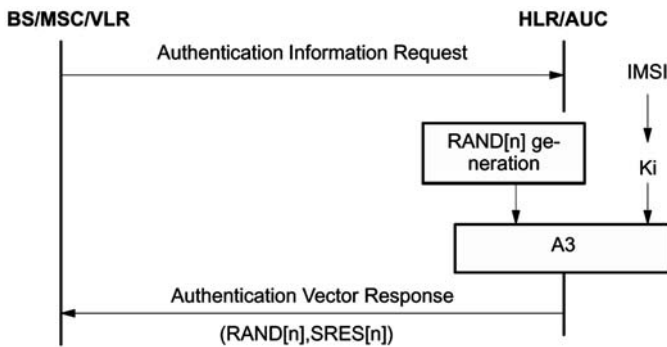 BS/MSC/VLR
HLR/AUC
Authentication Information Request
IMSI
RAND[n] ge-
neration
Ki
A3
Authentication Vector Response
(RAND[n],SRES[n])